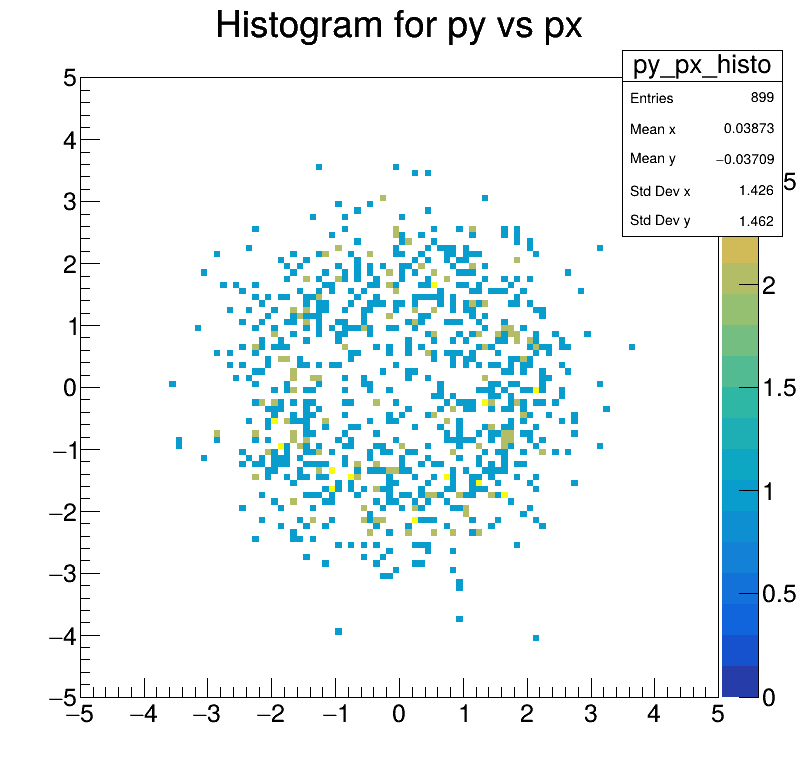 Histogram for py vs px
py_px_histo
Entries 899
Mean x 0.03873
Mean y −0.03709
Std Dev x 1.426
Std Dev y 1.462
5
4
3
2
1
0
−1
−2
−3
−4
−5
−5 −4 −3 −2 −1 0 1 2 3 4 5
5
2
1.5
1
0.5
0